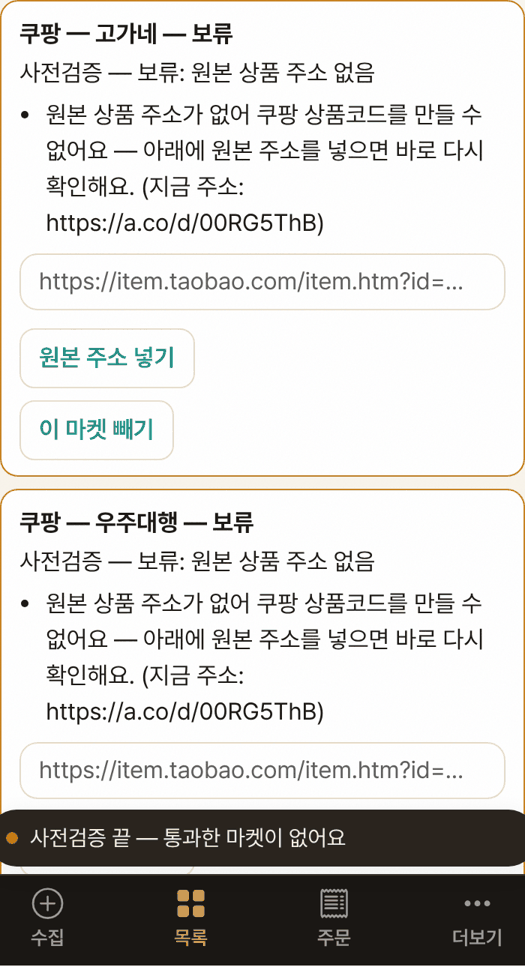 쿠팡 — 고가네 — 보류
사전검증 — 보류: 원본 상품 주소 없음
• 원본 상품 주소가 없어 쿠팡 상품코드를 만들 수
없어요 — 아래에 원본 주소를 넣으면 바로 다시
확인해요. (지금 주소:
https://a.co/d/00RG5ThB)
https://item.taobao.com/item.htm?id=...
원본 주소 넣기
이 마켓 빼기
쿠팡 — 우주대행 — 보류
사전검증 — 보류: 원본 상품 주소 없음
• 원본 상품 주소가 없어 쿠팡 상품코드를 만들 수
없어요 — 아래에 원본 주소를 넣으면 바로 다시
확인해요. (지금 주소:
https://a.co/d/00RG5ThB)
https://item.taobao.com/item.htm?id=...
사전검증 끝 — 통과한 마켓이 없어요
수집
목록
주문
더보기